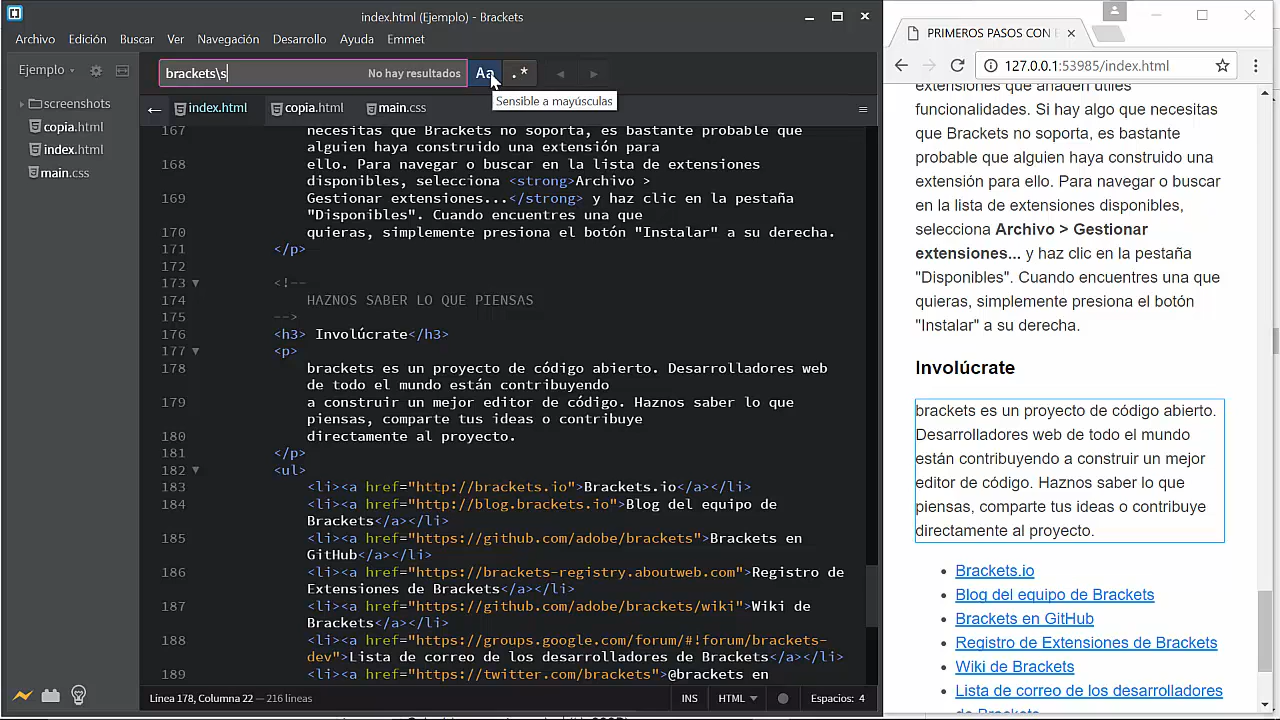 index.html (Ejemplo) - Brackets
Archivo Edición Buscar Ver Navegación Desarrollo Ayuda Emmet
Ejemplo
brackets\s No hay resultados Aa .*
Sensible a mayúsculas
screenshots
copia.html
index.html
main.css
index.html copia.html main.css
167 necesitas que Brackets no soporta, es bastante probable que
alguien haya construido una extensión para
168 ello. Para navegar o buscar en la lista de extensiones
disponibles, selecciona <strong>Archivo >
169 Gestionar extensiones...</strong> y haz clic en la pestaña
"Disponibles". Cuando encuentres una que
170 quieras, simplemente presiona el botón "Instalar" a su derecha.
171 </p>
172
173 <!--
174 HAZNOS SABER LO QUE PIENSAS
175 -->
176 <h3> Involúcrate</h3>
177 <p>
178 brackets es un proyecto de código abierto. Desarrolladores web
de todo el mundo están contribuyendo
179 a construir un mejor editor de código. Haznos saber lo que
piensas, comparte tus ideas o contribuye
180 directamente al proyecto.
181 </p>
182 <ul>
183 <li><a href="http://brackets.io">Brackets.io</a></li>
184 <li><a href="http://blog.brackets.io">Blog del equipo de
Brackets</a></li>
185 <li><a href="https://github.com/adobe/brackets">Brackets en
GitHub</a></li>
186 <li><a href="https://brackets-registry.aboutweb.com">Registro de
Extensiones de Brackets</a></li>
187 <li><a href="https://github.com/adobe/brackets/wiki">Wiki de
Brackets</a></li>
188 <li><a href="https://groups.google.com/forum/#!forum/brackets-
dev">Lista de correo de los desarrolladores de Brackets</a></li>
189 <li><a href="https://twitter.com/brackets">@brackets en
Línea 178, Columna 22 — 216 líneas INS HTML Espacios: 4
PRIMEROS PASOS CON
127.0.0.1:53985/index.html
extensiones que añaden útiles
funcionalidades. Si hay algo que necesitas
que Brackets no soporta, es bastante
probable que alguien haya construido una
extensión para ello. Para navegar o buscar
en la lista de extensiones disponibles,
selecciona Archivo > Gestionar
extensiones... y haz clic en la pestaña
"Disponibles". Cuando encuentres una que
quieras, simplemente presiona el botón
"Instalar" a su derecha.
Involúcrate
brackets es un proyecto de código abierto.
Desarrolladores web de todo el mundo
están contribuyendo a construir un mejor
editor de código. Haznos saber lo que
piensas, comparte tus ideas o contribuye
directamente al proyecto.
Brackets.io
Blog del equipo de Brackets
Brackets en GitHub
Registro de Extensiones de Brackets
Wiki de Brackets
Lista de correo de los desarrolladores
de Brackets